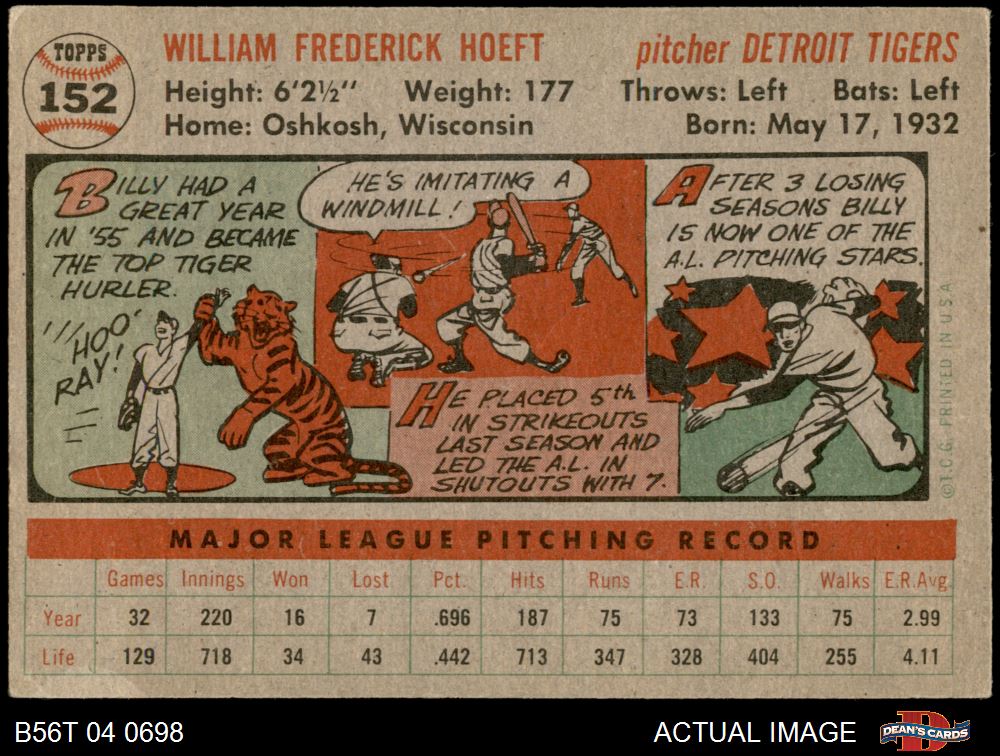 TOPPS
152
WILLIAM FREDERICK HOEFT
pitcher DETROIT TIGERS
Height: 6'2½" Weight: 177 Throws: Left Bats: Left
Home: Oshkosh, Wisconsin Born: May 17, 1932
BILLY HAD A
GREAT YEAR
IN '55 AND BECAME
THE TOP TIGER
HURLER.
HOO
RAY!
HE'S IMITATING A
WINDMILL!
HE PLACED 5th
IN STRIKEOUTS
LAST SEASON AND
LED THE A.L. IN
SHUTOUTS WITH 7.
AFTER 3 LOSING
SEASONS BILLY
IS NOW ONE OF THE
A.L. PITCHING STARS.
© T.C.G. PRINTED IN U.S.A.
MAJOR LEAGUE PITCHING RECORD
Games Innings Won Lost Pct. Hits Runs E.R. S.O. Walks E.R.Avg.
Year 32 220 16 7 .696 187 75 73 133 75 2.99
Life 129 718 34 43 .442 713 347 328 404 255 4.11
B56T 04 0698
ACTUAL IMAGE
DEAN'S CARDS